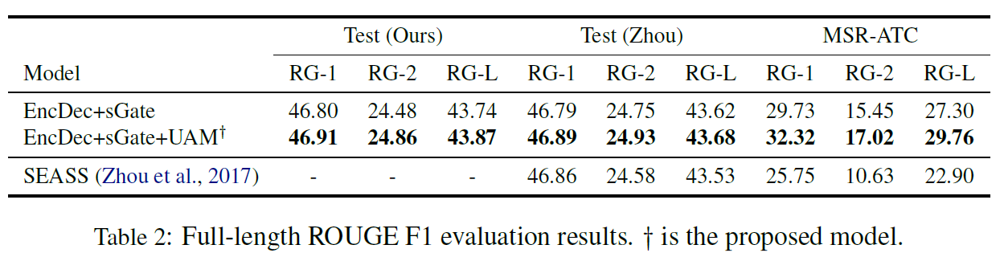 Test (Ours) Test (Zhou) MSR-ATC
Model RG-1 RG-2 RG-L RG-1 RG-2 RG-L RG-1 RG-2 RG-L
EncDec+sGate 46.80 24.48 43.74 46.79 24.75 43.62 29.73 15.45 27.30
EncDec+sGate+UAM† 46.91 24.86 43.87 46.89 24.93 43.68 32.32 17.02 29.76
SEASS (Zhou et al., 2017) - - - 46.86 24.58 43.53 25.75 10.63 22.90
Table 2: Full-length ROUGE F1 evaluation results. † is the proposed model.